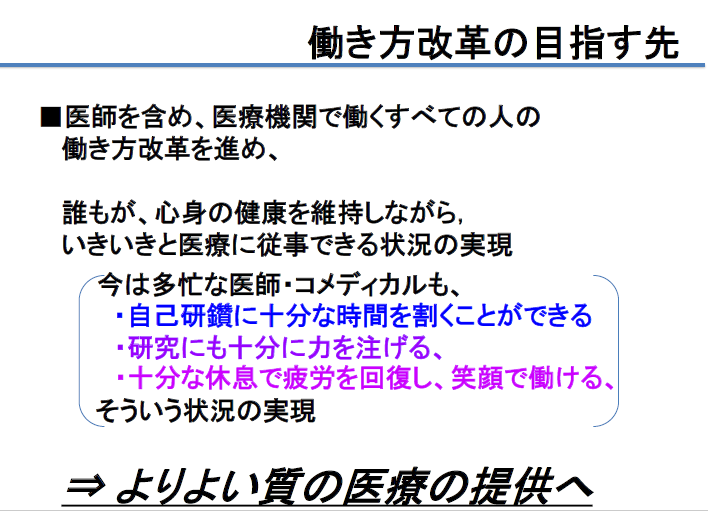 働き方改革の目指す先
■医師を含め、医療機関で働くすべての人の
働き方改革を進め、
誰もが、心身の健康を維持しながら,
いきいきと医療に従事できる状況の実現
今は多忙な医師・コメディカルも、
・自己研鑽に十分な時間を割くことができる
・研究にも十分に力を注げる、
・十分な休息で疲労を回復し、笑顔で働ける、
そういう状況の実現
⇒ よりよい質の医療の提供へ